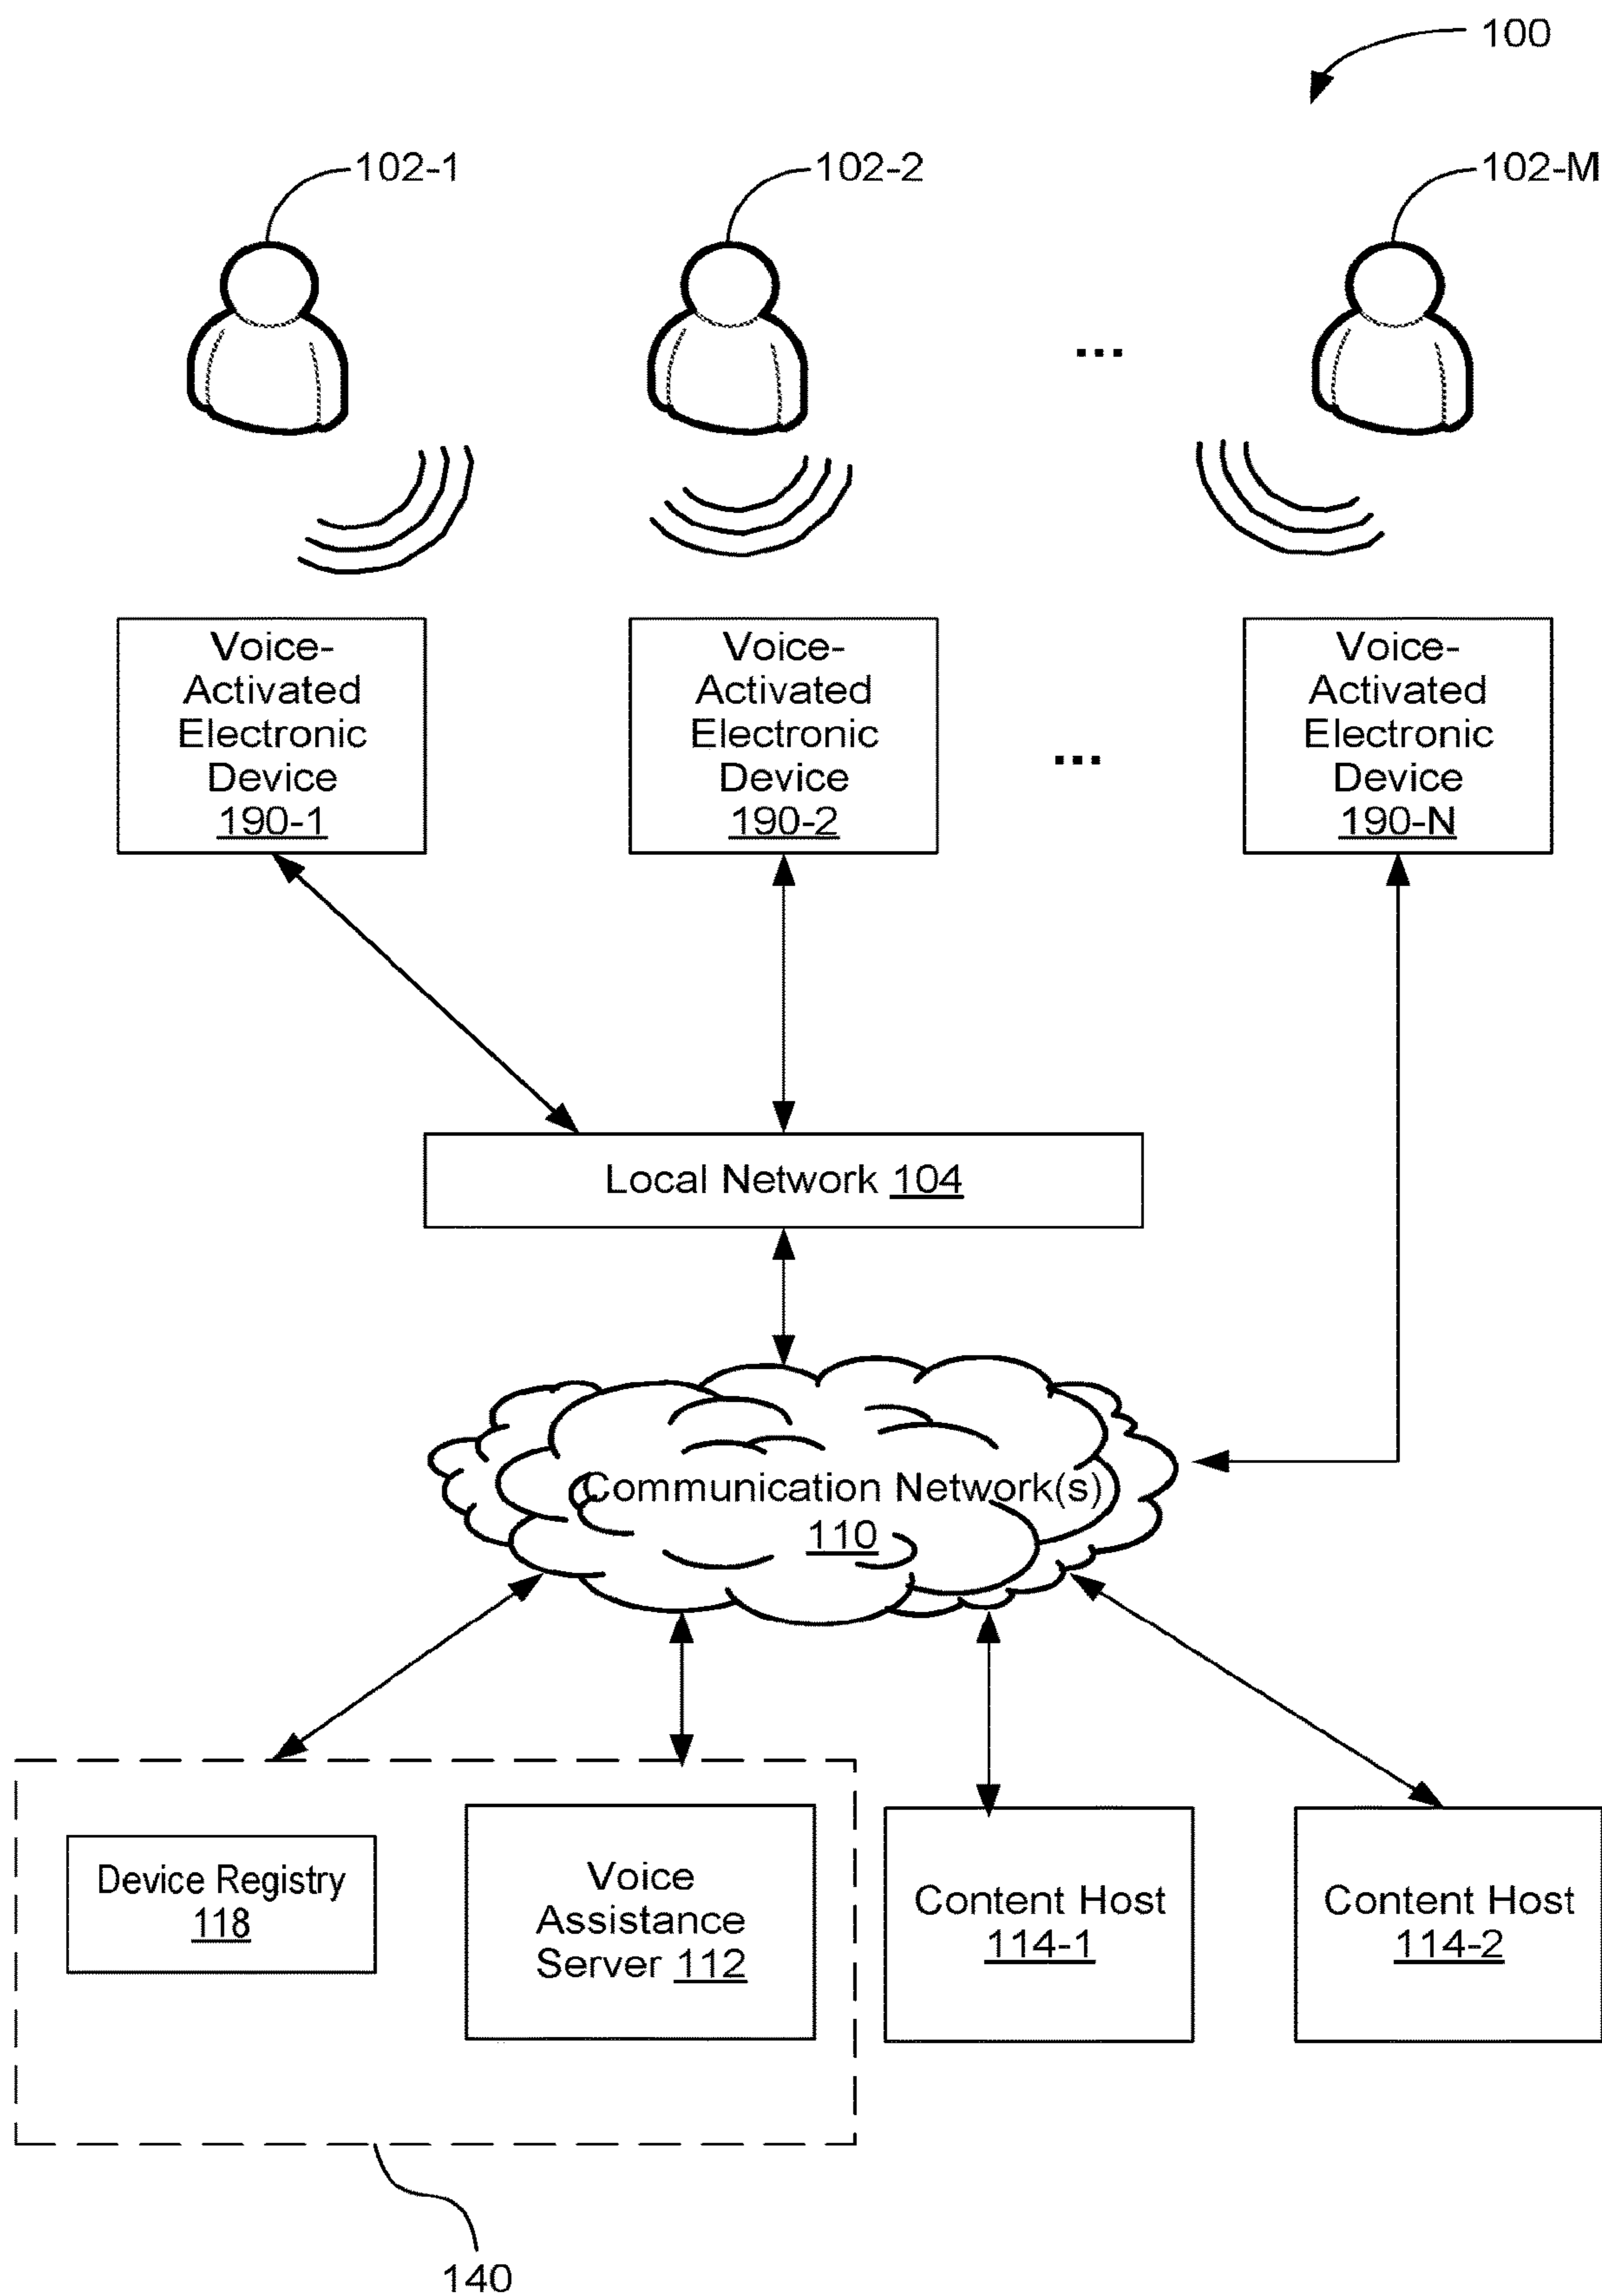 100
102-1
102-2
102-M
...
Voice-
Activated
Electronic
Device
190-1
Voice-
Activated
Electronic
Device
190-2
...
Voice-
Activated
Electronic
Device
190-N
Local Network 104
Communication Network(s)
110
Device Registry
118
Voice
Assistance
Server 112
Content Host
114-1
Content Host
114-2
140